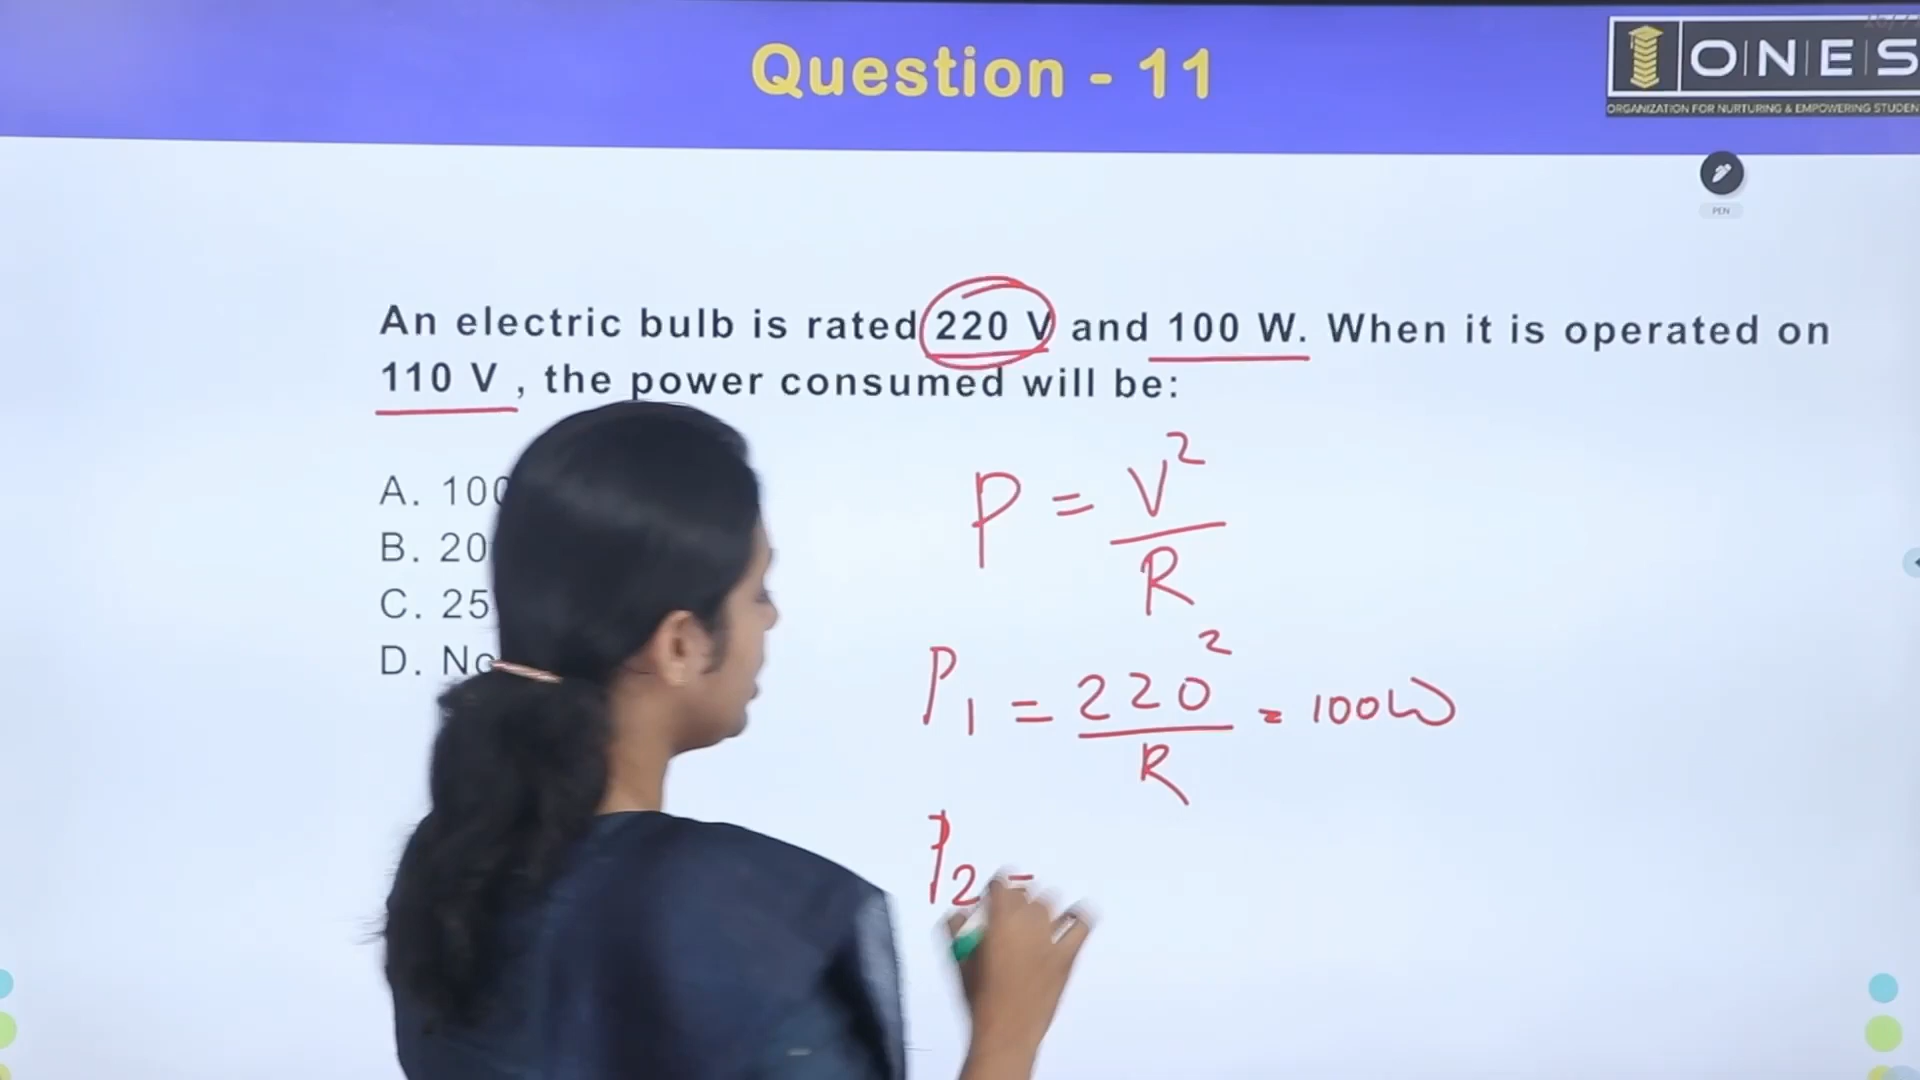 Question - 11
ONES
ORGANIZATION FOR NURTURING & EMPOWERING STUDEN
PEN
An electric bulb is rated 220 V and 100 W. When it is operated on
110 V , the power consumed will be:
A. 100
B. 20
C. 25
D. No
P = V²/R
P₁ = 220²/R = 100W
P₂ =